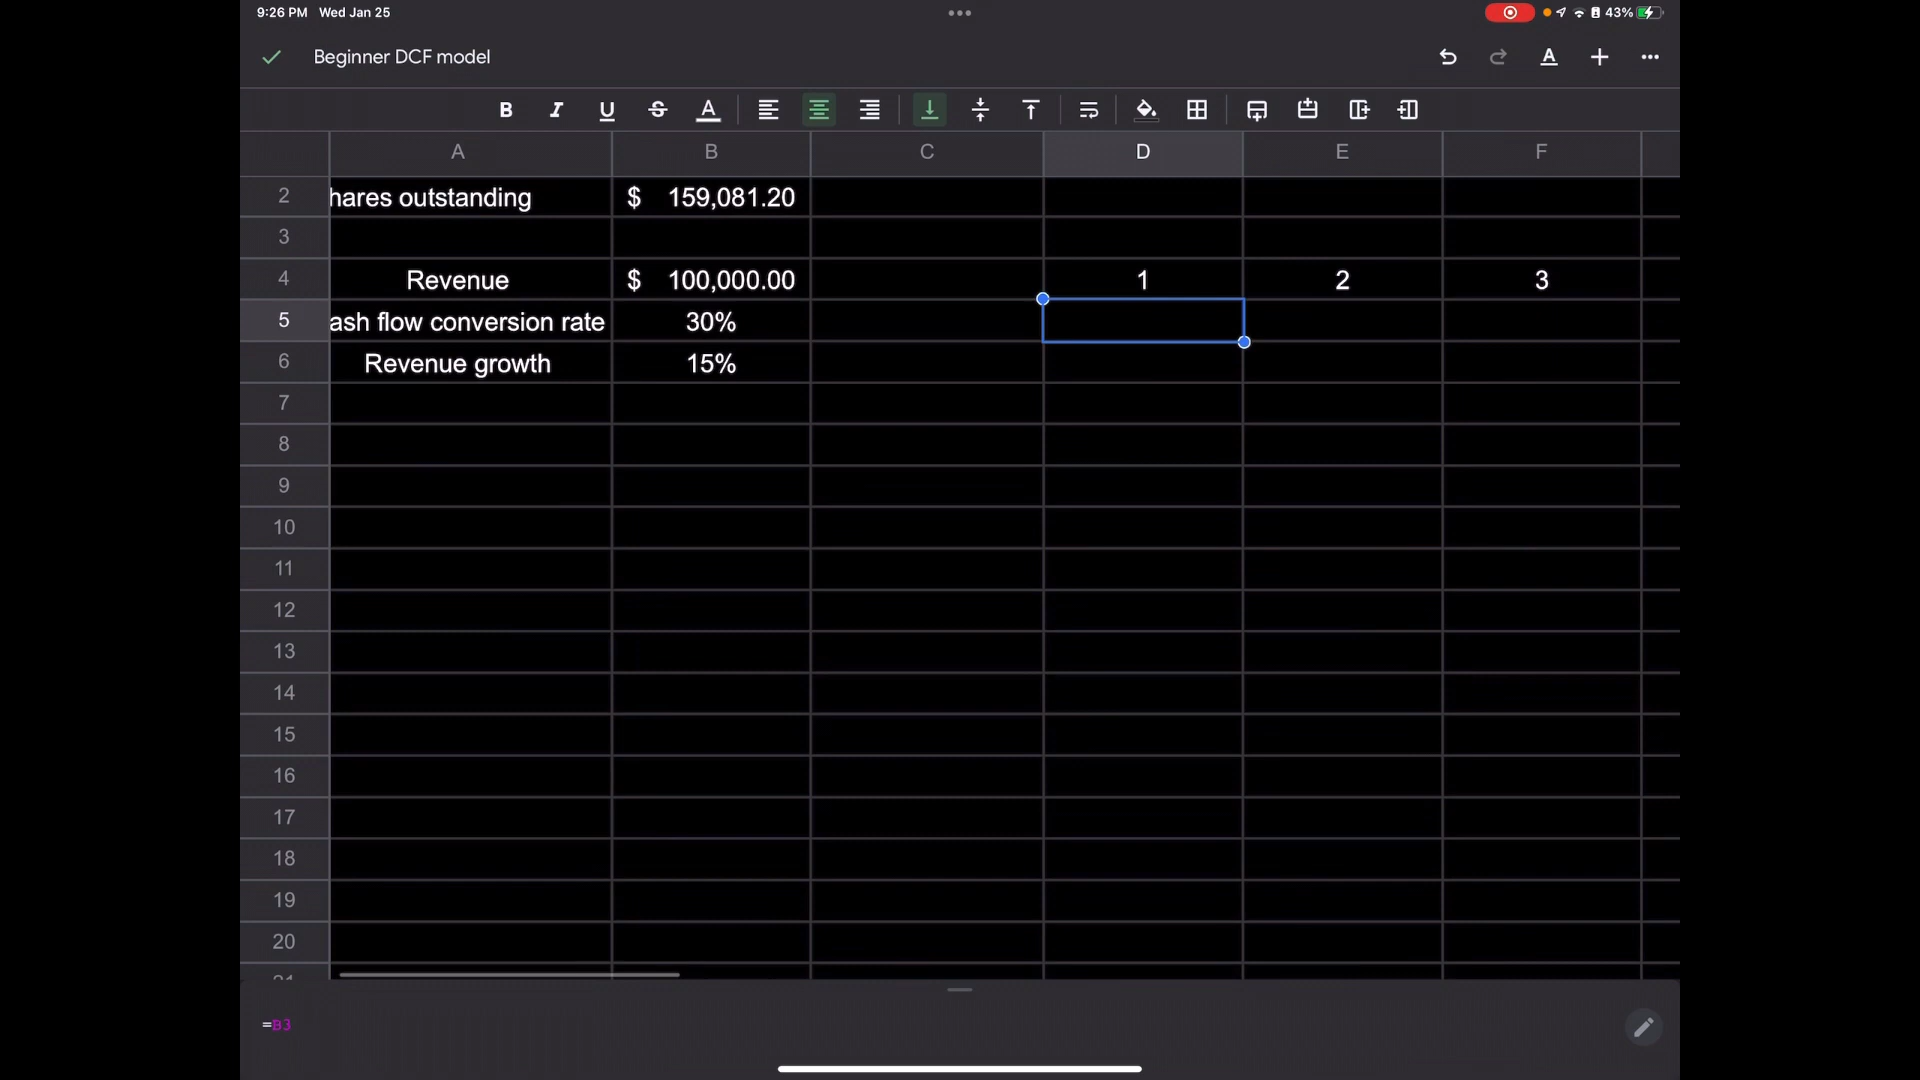 9:26 PM Wed Jan 25
43%
Beginner DCF model
B I U S A
A B C D E F
2 hares outstanding $ 159,081.20
3
4 Revenue $ 100,000.00 1 2 3
5 ash flow conversion rate 30%
6 Revenue growth 15%
7
8
9
10
11
12
13
14
15
16
17
18
19
20
21
=B3